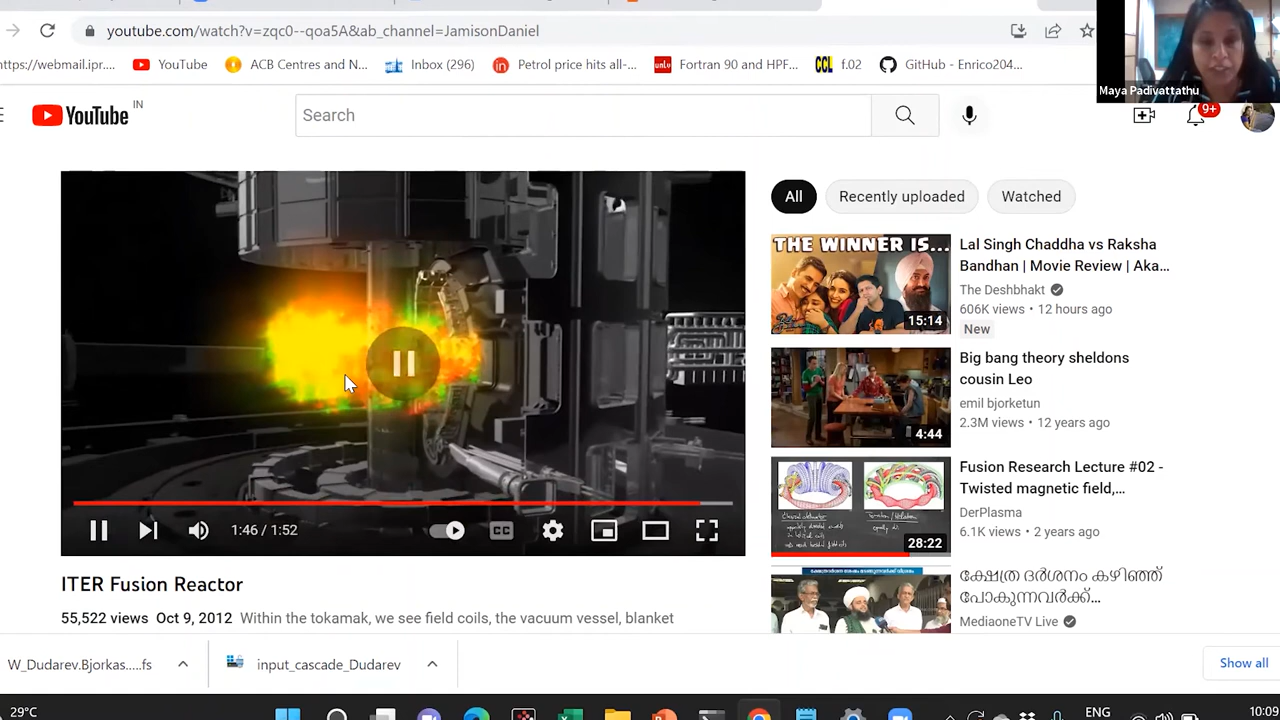 youtube.com/watch?v=zqc0--qoa5A&ab_channel=JamisonDaniel
https://webmail.ipr....
YouTube
ACB Centres and N...
Inbox (296)
Petrol price hits all-...
unlv
Fortran 90 and HPF...
CCL
f.02
GitHub - Enrico204...
Maya Padivattathu
YouTube IN
Search
9+
All
Recently uploaded
Watched
THE WINNER IS...
15:14
Lal Singh Chaddha vs Raksha
Bandhan | Movie Review | Aka...
The Deshbhakt
606K views • 12 hours ago
New
4:44
Big bang theory sheldons
cousin Leo
emil bjorketun
2.3M views • 12 years ago
28:22
Fusion Research Lecture #02 -
Twisted magnetic field,...
DerPlasma
6.1K views • 2 years ago
ക്ഷേത്ര ദർശനം കഴിഞ്ഞ്
പോകുന്നവർക്ക്...
MediaoneTV Live
1:46 / 1:52
CC
ITER Fusion Reactor
55,522 views Oct 9, 2012 Within the tokamak, we see field coils, the vacuum vessel, blanket
W_Dudarev.Bjorkas.....fs
input_cascade_Dudarev
Show all
29°C
ENG
10:09